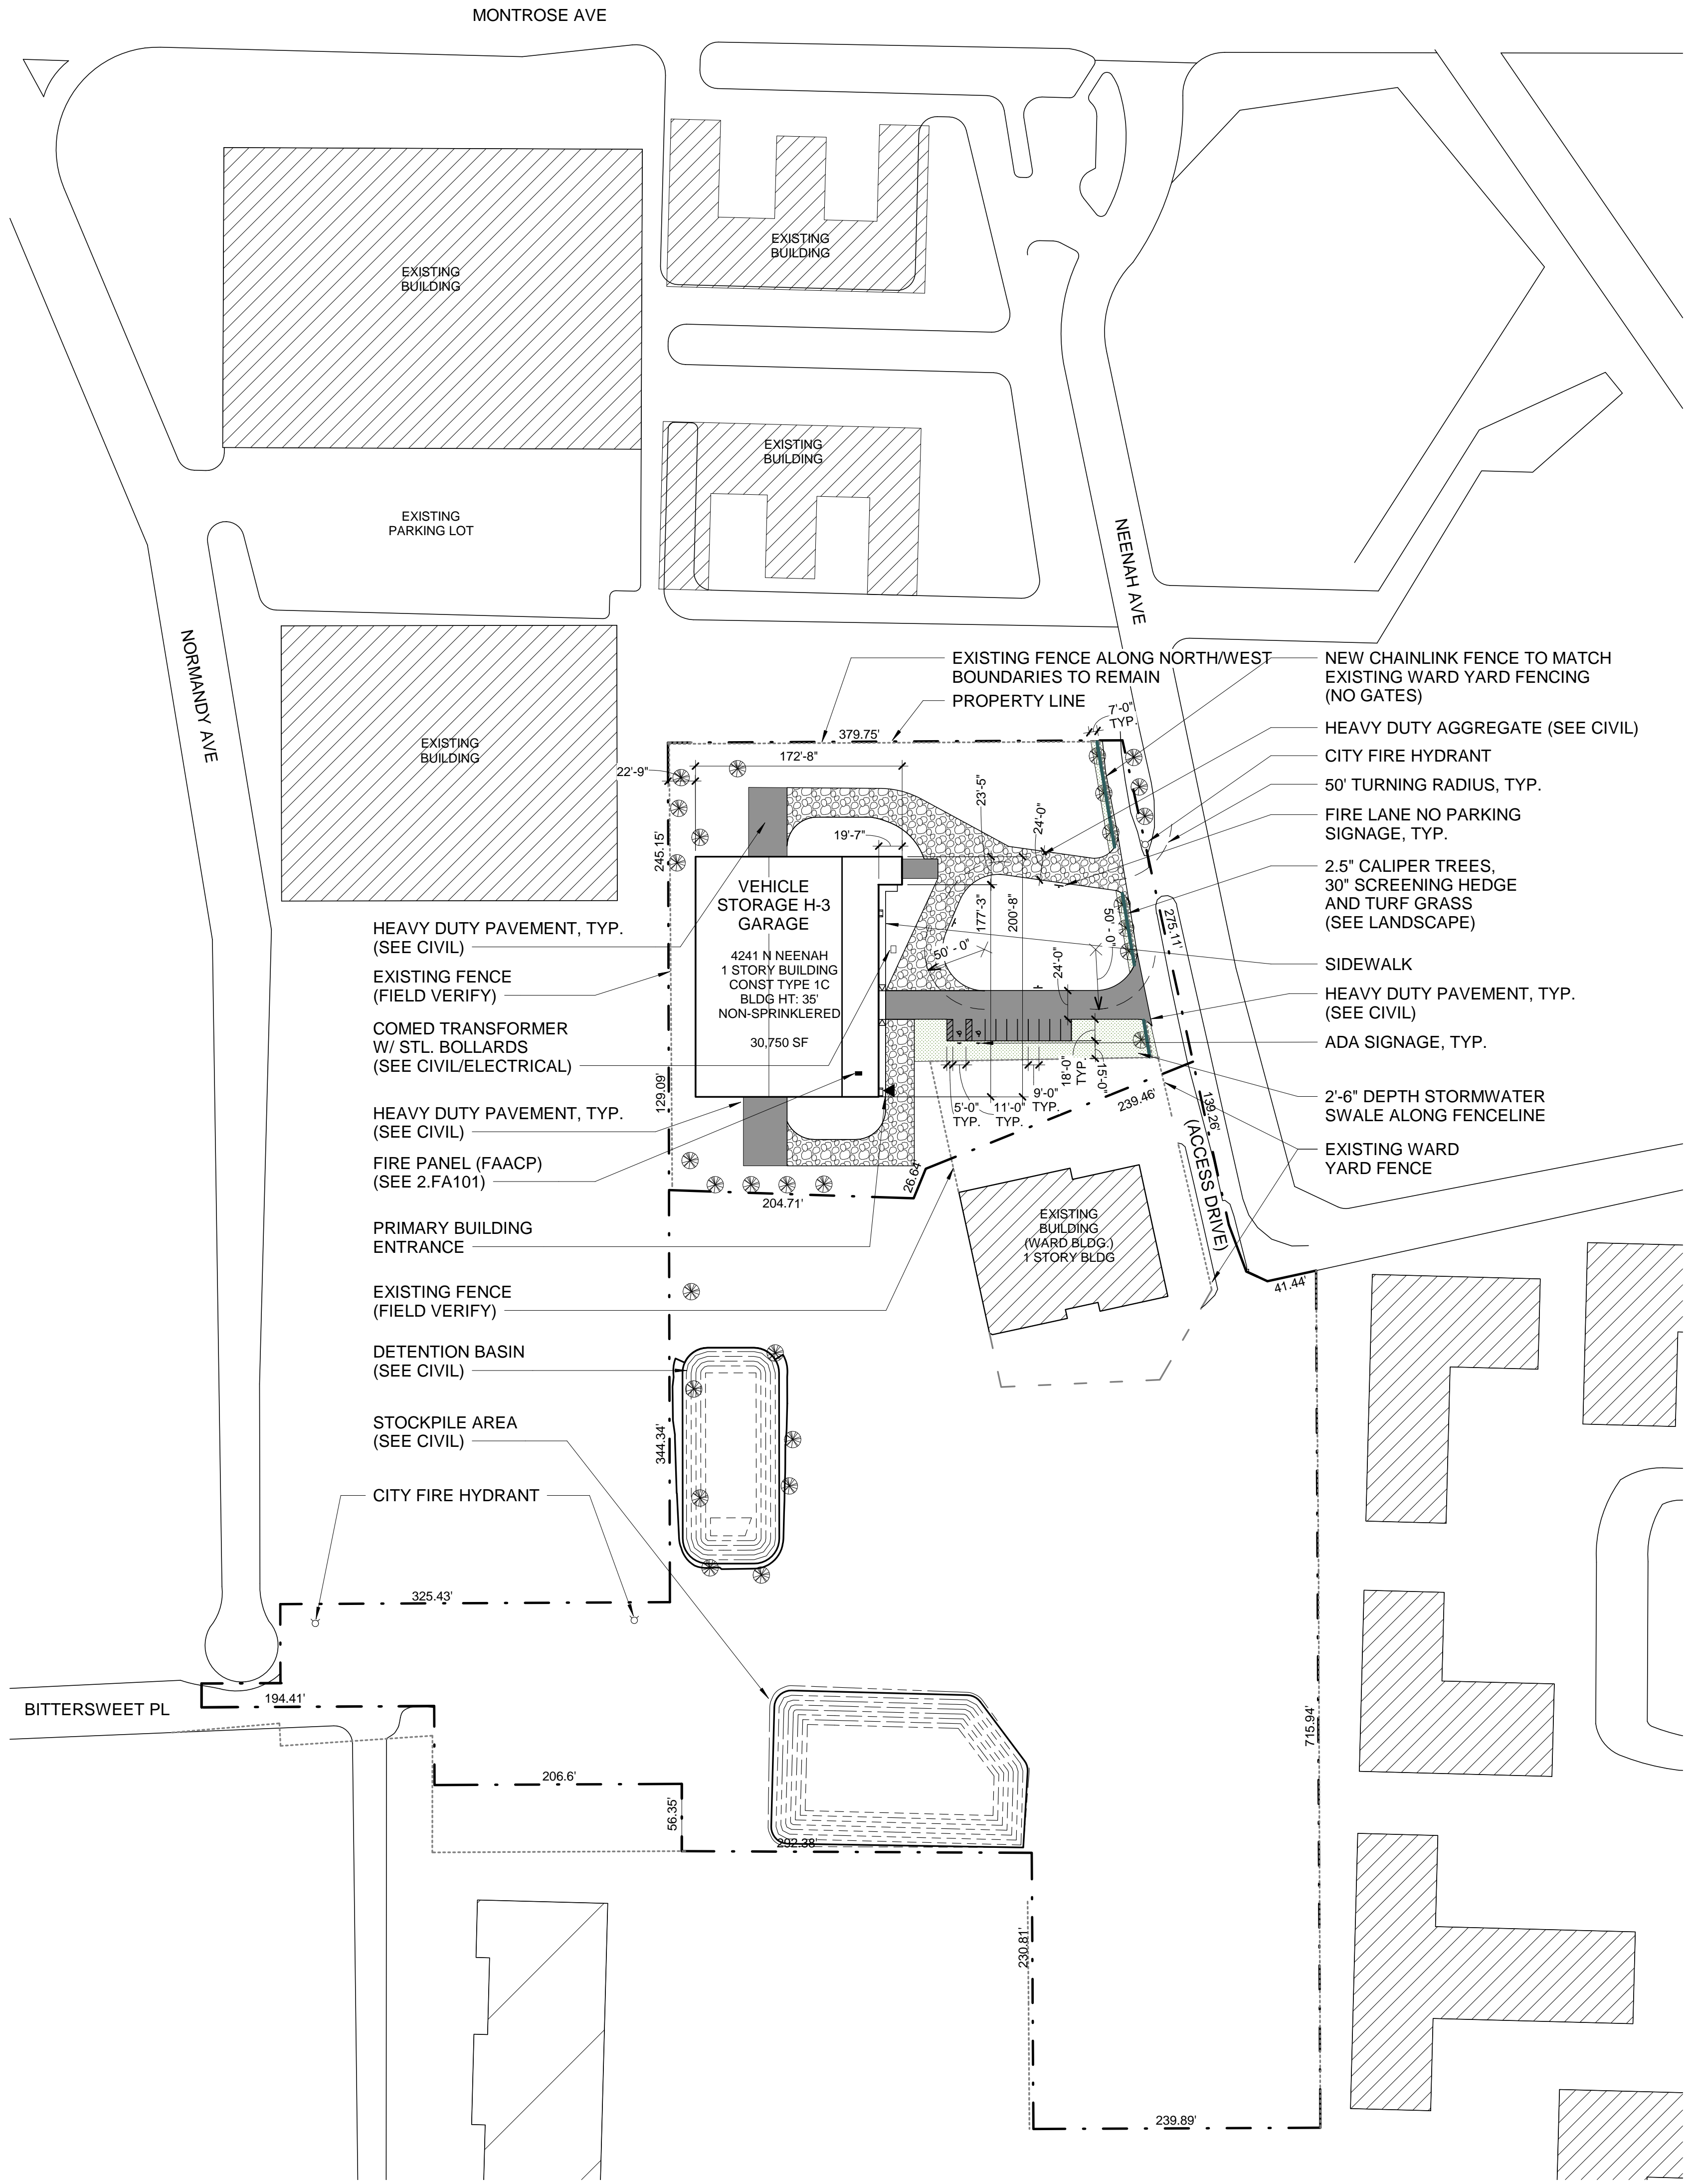 MONTROSE AVE
EXISTING
BUILDING
EXISTING
BUILDING
EXISTING
BUILDING
EXISTING
PARKING LOT
NEENAH AVE
NORMANDY AVE
EXISTING
BUILDING
EXISTING FENCE ALONG NORTH/WEST
BOUNDARIES TO REMAIN
PROPERTY LINE
NEW CHAINLINK FENCE TO MATCH
EXISTING WARD YARD FENCING
(NO GATES)
HEAVY DUTY AGGREGATE (SEE CIVIL)
CITY FIRE HYDRANT
50' TURNING RADIUS, TYP.
FIRE LANE NO PARKING
SIGNAGE, TYP.
2.5" CALIPER TREES,
30" SCREENING HEDGE
AND TURF GRASS
(SEE LANDSCAPE)
SIDEWALK
HEAVY DUTY PAVEMENT, TYP.
(SEE CIVIL)
ADA SIGNAGE, TYP.
2'-6" DEPTH STORMWATER
SWALE ALONG FENCELINE
EXISTING WARD
YARD FENCE
7'-0"
TYP.
379.75'
172'-8"
22'-9"
19'-7"
23'-5"
24'-0"
245.15'
177'-3"
200'-8"
50' - 0"
50' - 0"
24'-0"
275.11'
VEHICLE
STORAGE H-3
GARAGE
4241 N NEENAH
1 STORY BUILDING
CONST TYPE 1C
BLDG HT: 35'
NON-SPRINKLERED
30,750 SF
HEAVY DUTY PAVEMENT, TYP.
(SEE CIVIL)
EXISTING FENCE
(FIELD VERIFY)
COMED TRANSFORMER
W/ STL. BOLLARDS
(SEE CIVIL/ELECTRICAL)
HEAVY DUTY PAVEMENT, TYP.
(SEE CIVIL)
FIRE PANEL (FAACP)
(SEE 2.FA101)
PRIMARY BUILDING
ENTRANCE
EXISTING FENCE
(FIELD VERIFY)
DETENTION BASIN
(SEE CIVIL)
STOCKPILE AREA
(SEE CIVIL)
CITY FIRE HYDRANT
129.09'
5'-0"
TYP.
11'-0"
TYP.
9'-0"
TYP.
18'-0"
TYP.
15'-0"
239.46'
139.26'
(ACCESS DRIVE)
204.71'
26.64'
EXISTING
BUILDING
(WARD BLDG.)
1 STORY BLDG
41.44'
344.34'
325.43'
194.41'
BITTERSWEET PL
206.6'
56.35'
292.38'
715.94'
230.81'
239.89'